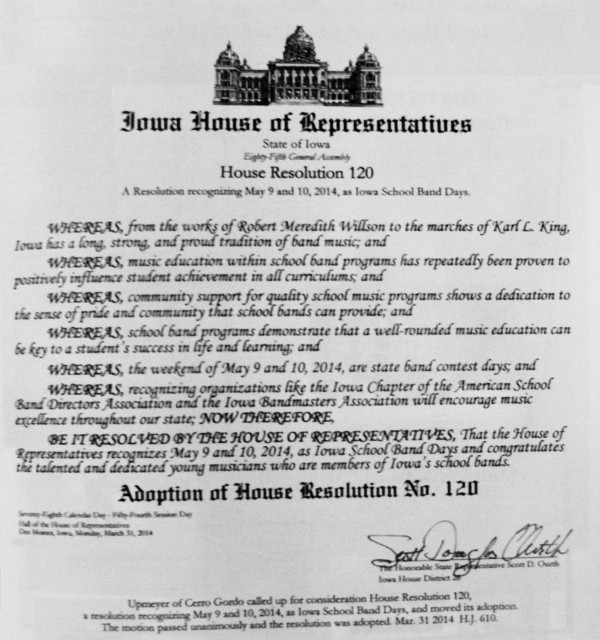 Iowa House of Representatives
State of Iowa
Eighty-Fifth General Assembly
House Resolution 120
A Resolution recognizing May 9 and 10, 2014, as Iowa School Band Days.
WHEREAS, from the works of Robert Meredith Willson to the marches of Karl L. King,
Iowa has a long, strong, and proud tradition of band music; and
WHEREAS, music education within school band programs has repeatedly been proven to
positively influence student achievement in all curriculums; and
WHEREAS, community support for quality school music programs shows a dedication to
the sense of pride and community that school bands can provide; and
WHEREAS, school band programs demonstrate that a well-rounded music education can
be key to a student's success in life and learning; and
WHEREAS, the weekend of May 9 and 10, 2014, are state band contest days; and
WHEREAS, recognizing organizations like the Iowa Chapter of the American School
Band Directors Association and the Iowa Bandmasters Association will encourage music
excellence throughout our state; NOW THEREFORE,
BE IT RESOLVED BY THE HOUSE OF REPRESENTATIVES, That the House of
Representatives recognizes May 9 and 10, 2014, as Iowa School Band Days and congratulates
the talented and dedicated young musicians who are members of Iowa's school bands.
Adoption of House Resolution No. 120
Seventy-Eighth Calendar Day - Fifty-Fourth Session Day
Hall of the House of Representatives
Des Moines, Iowa, Monday, March 31, 2014
Scott Douglas Ourth
The Honorable State Representative Scott D. Ourth
Iowa House District 26
Upmeyer of Cerro Gordo called up for consideration House Resolution 120,
a resolution recognizing May 9 and 10, 2014, as Iowa School Band Days, and moved its adoption.
The motion passed unanimously and the resolution was adopted. Mar. 31 2014 H.J. 610.